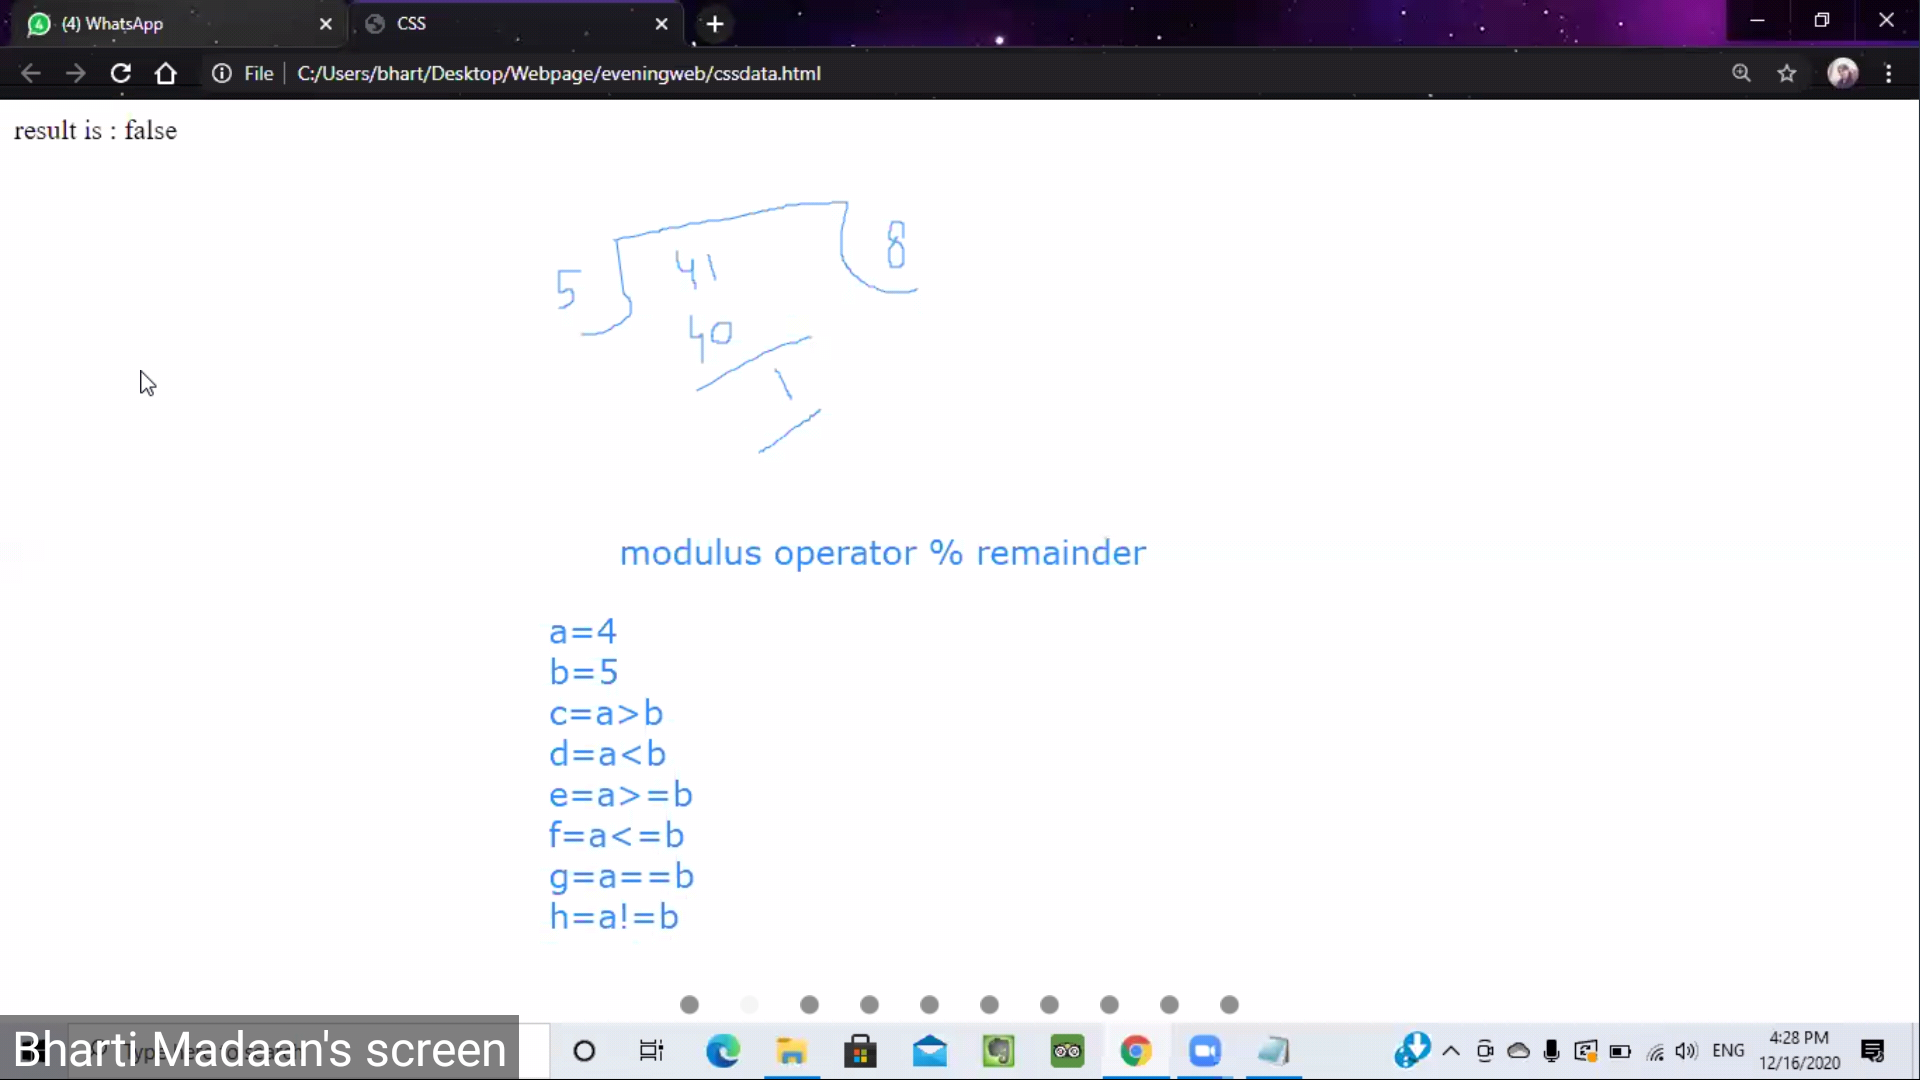 (4) WhatsApp
CSS
File
C:/Users/bhart/Desktop/Webpage/eveningweb/cssdata.html
result is : false
5 41 8
40
1
modulus operator % remainder
a=4
b=5
c=a>b
d=a<b
e=a>=b
f=a<=b
g=a==b
h=a!=b
Bharti Madaan's screen
ENG
4:28 PM
12/16/2020